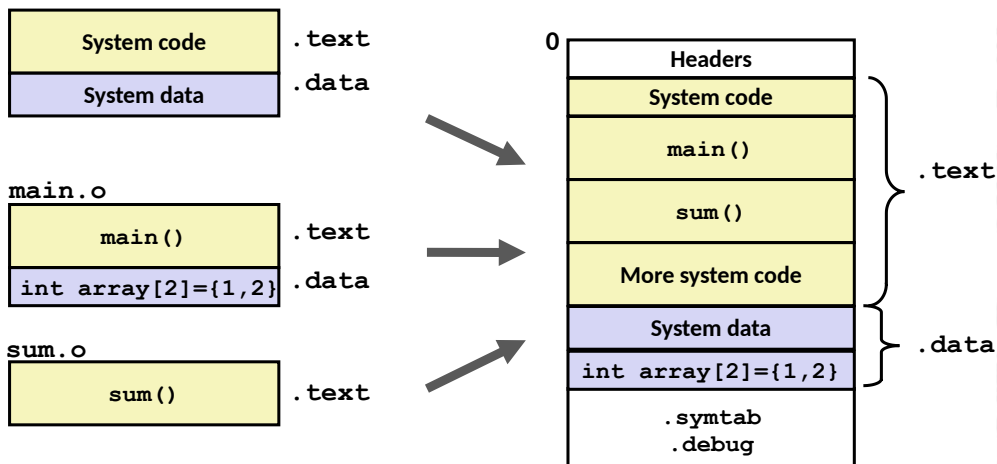 System code
.text
System data
.data
main.o
main()
.text
int array[2]={1,2}
.data
sum.o
sum()
.text
0
Headers
System code
main()
sum()
More system code
.text
System data
int array[2]={1,2}
.data
.symtab
.debug